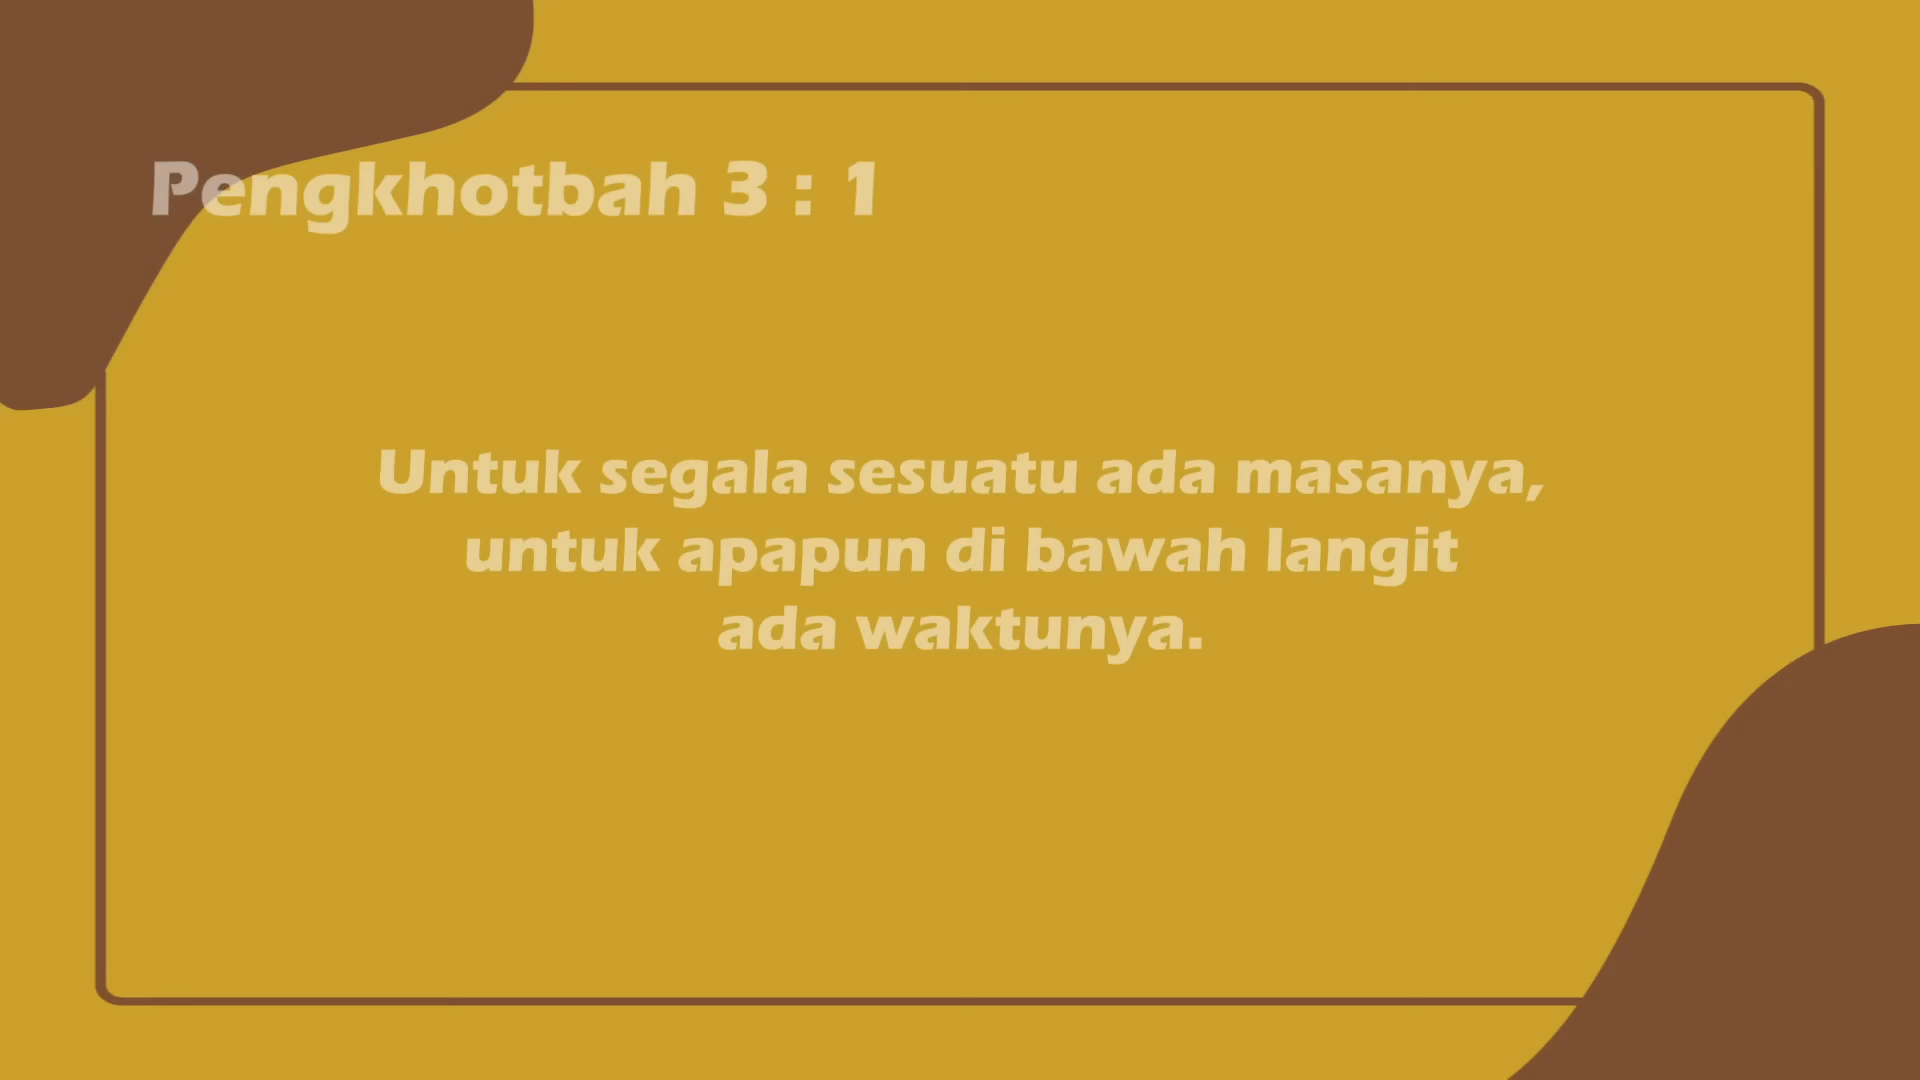 Pengkhotbah 3 : 1
Untuk segala sesuatu ada masanya,
untuk apapun di bawah langit
ada waktunya.